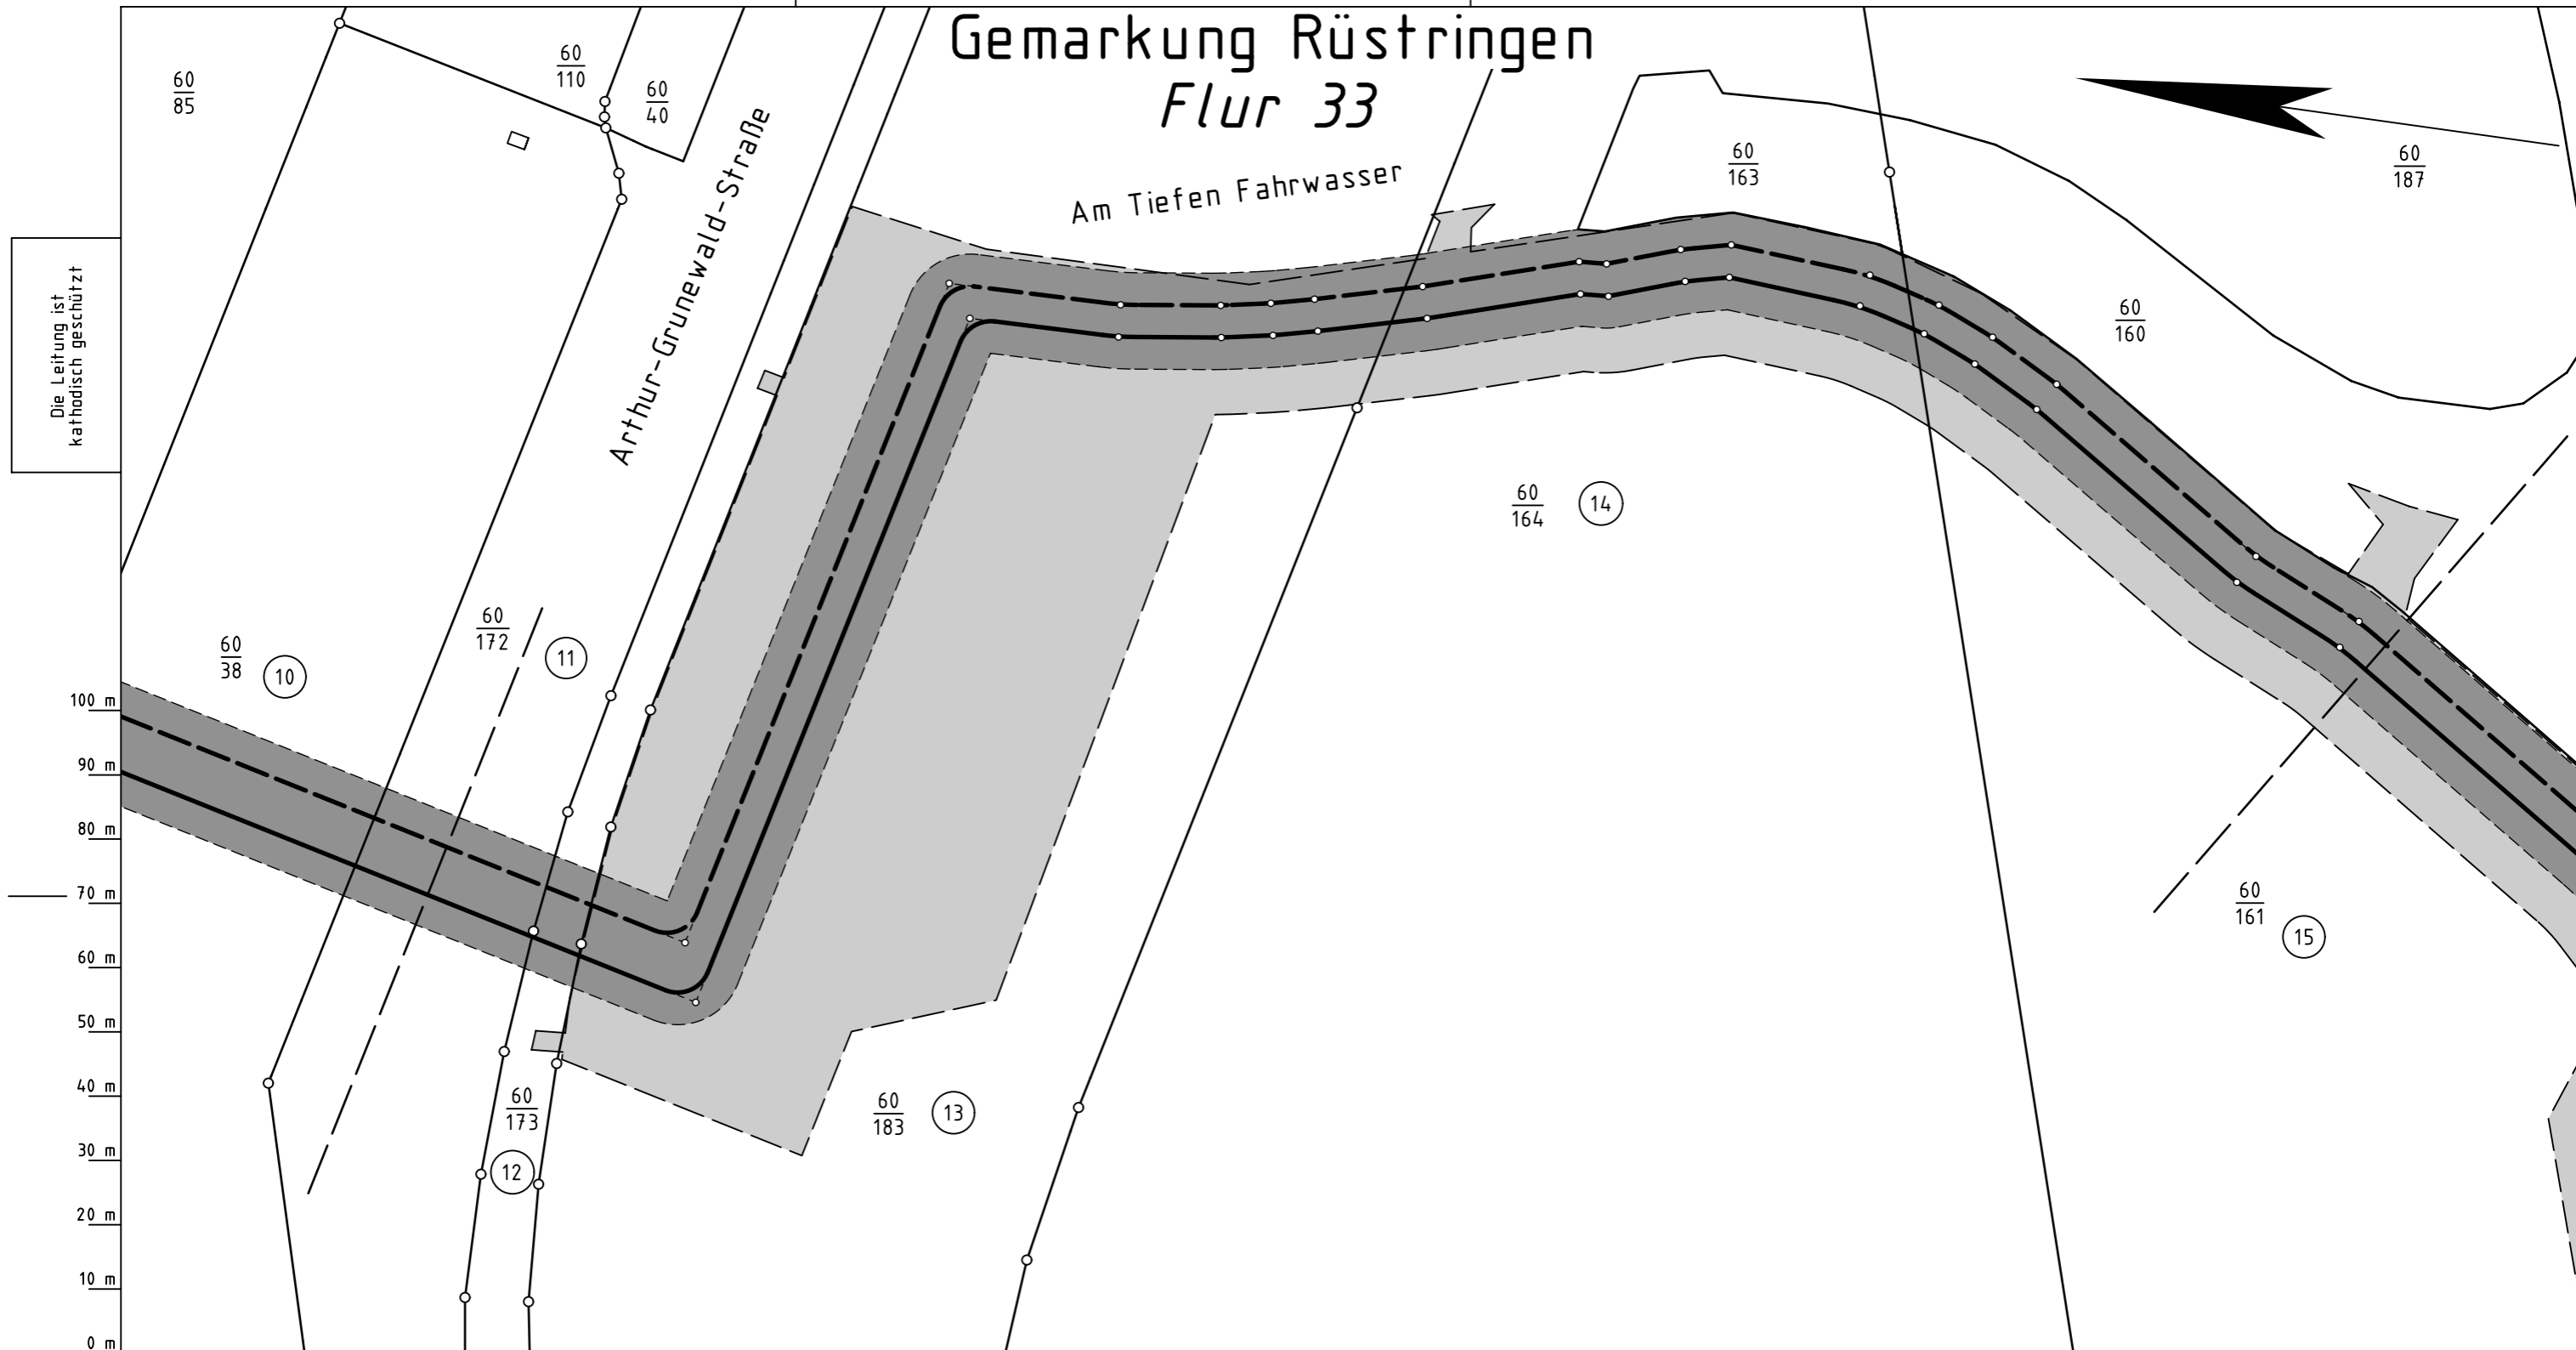 Gemarkung Rüstringen
Flur 33
Am Tiefen Fahrwasser
Arthur-Grunewald-Straße
Die Leitung ist
kathodisch geschützt
60
85
60
110
60
40
60
163
60
187
60
160
60
164
14
60
172
11
60
38
10
60
161
15
60
183
13
60
173
12
100 m
90 m
80 m
70 m
60 m
50 m
40 m
30 m
20 m
10 m
0 m